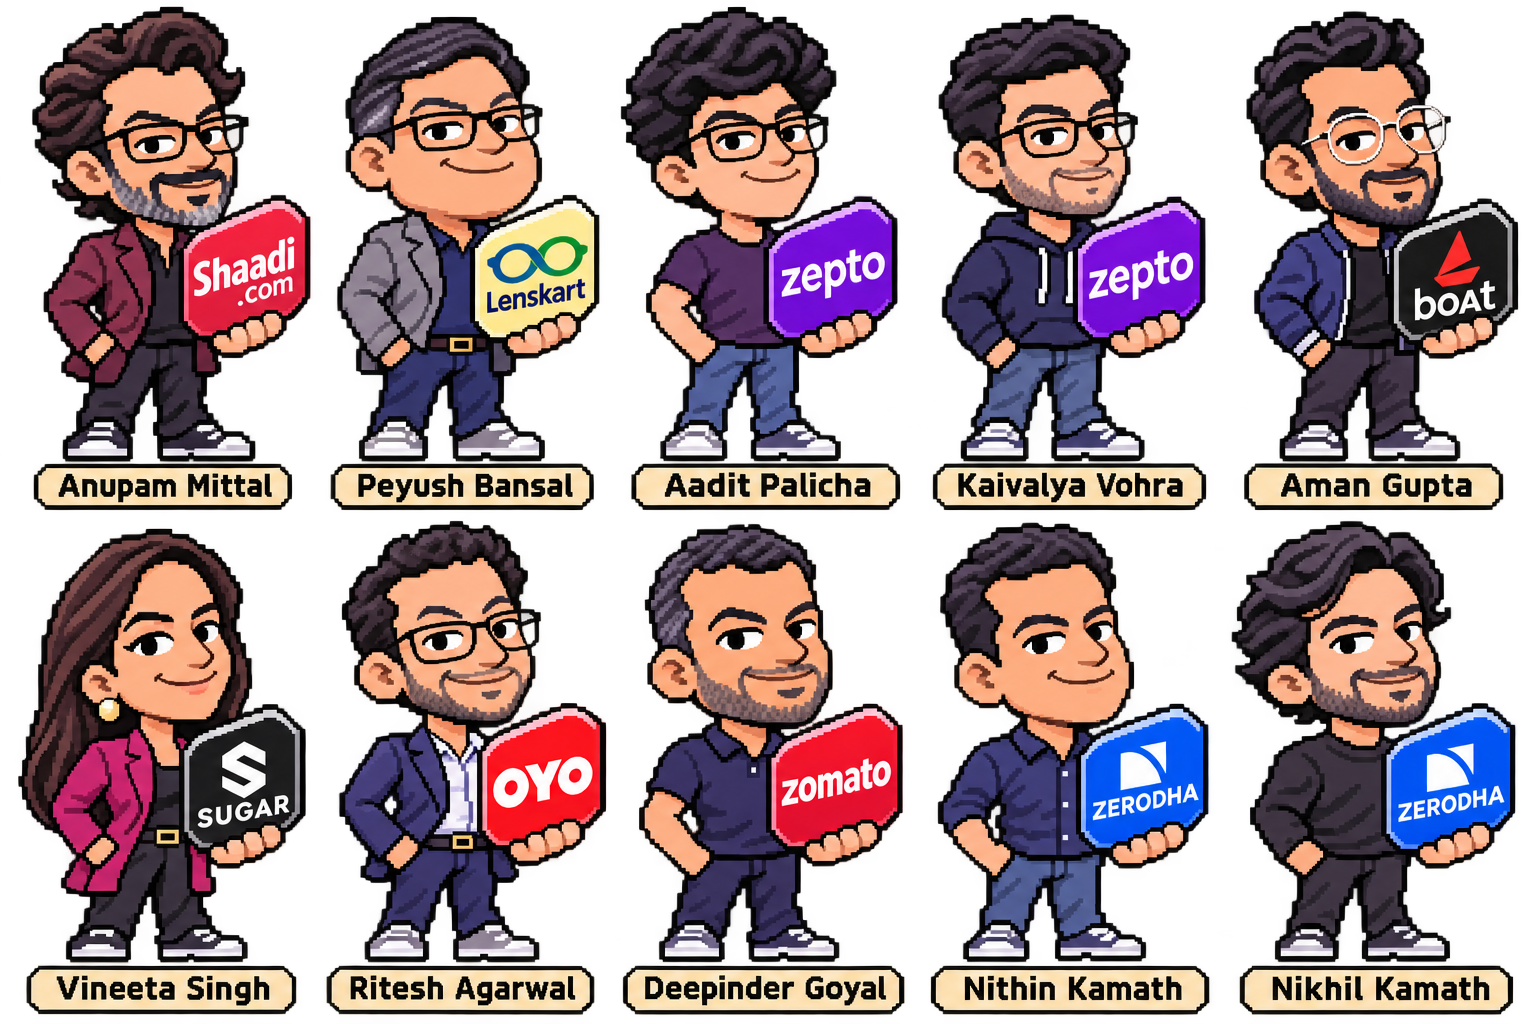 Shaadi
.com
Lenskart
zepto
zepto
boAt
Anupam Mittal
Peyush Bansal
Aadit Palicha
Kaivalya Vohra
Aman Gupta
S
SUGAR
OYO
zomato
ZERODHA
ZERODHA
Vineeta Singh
Ritesh Agarwal
Deepinder Goyal
Nithin Kamath
Nikhil Kamath